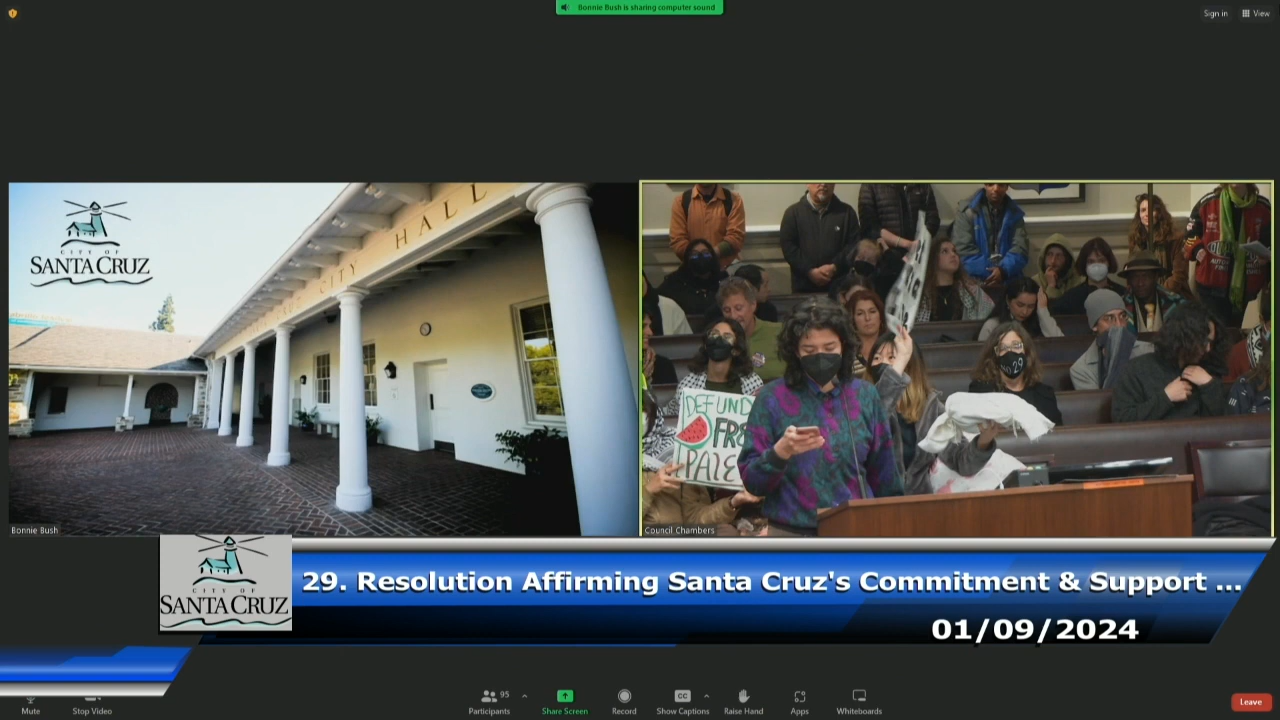 Bonnie Bush is sharing computer sound
Sign in
View
CITY OF
SANTA CRUZ
CITY HALL
Bonnie Bush
DEFUND
FRE
PALE
29
Council Chambers
CITY OF
SANTA CRUZ
29. Resolution Affirming Santa Cruz's Commitment & Support ...
01/09/2024
Mute
Stop Video
Participants
95
Share Screen
Record
CC
Show Captions
Raise Hand
Apps
Whiteboards
Leave